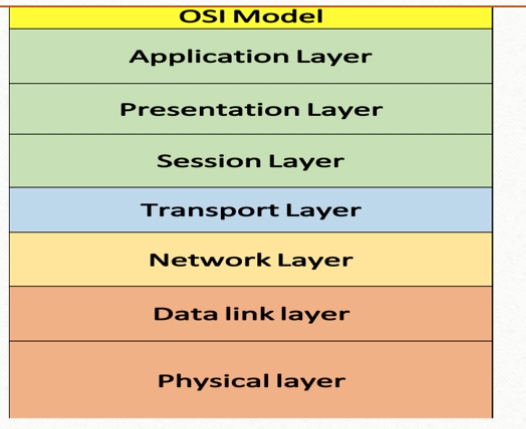 OSI Model
Application Layer
Presentation Layer
Session Layer
Transport Layer
Network Layer
Data link layer
Physical layer